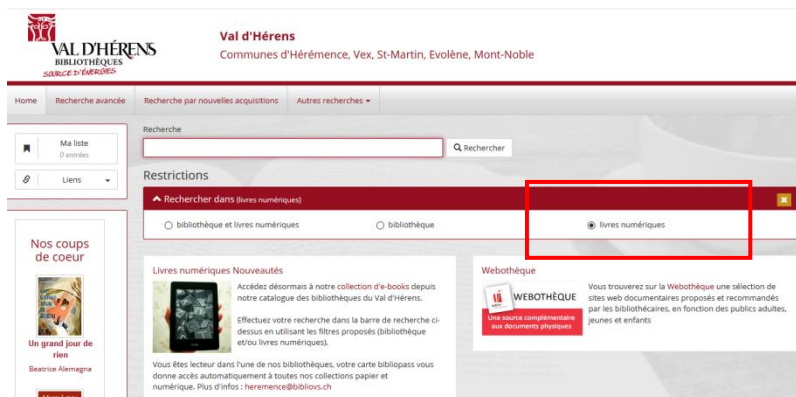 VAL D'HÉRENS
BIBLIOTHÈQUES
SOURCE D'ÉNERGIES
Val d'Hérens
Communes d'Hérémence, Vex, St-Martin, Evolène, Mont-Noble
Home
Recherche avancée
Recherche par nouvelles acquisitions
Autres recherches
Ma liste
0 entrées
Liens
Recherche
Rechercher
Restrictions
Rechercher dans (livres numériques)
bibliothèque et livres numériques
bibliothèque
livres numériques
Nos coups
de coeur
Un grand jour de
rien
Beatrice Alemagna
Livres numériques Nouveautés
Accédez désormais à notre collection d'e-books depuis
notre catalogue des bibliothèques du Val d'Hérens.
Effectuez votre recherche dans la barre de recherche ci-
dessus en utilisant les filtres proposés (bibliothèque
et/ou livres numériques).
Vous êtes lecteur dans l'une de nos bibliothèques, votre carte bibliopass vous
donne accès automatiquement à toutes nos collections papier et
numérique. Plus d'infos : heremence@bibliovs.ch
Webothèque
WEBOTHÈQUE
Une source complémentaire
aux documents physiques
Vous trouverez sur la Webothèque une sélection de
sites web documentaires proposés et recommandés
par les bibliothécaires, en fonction des publics adultes,
jeunes et enfants